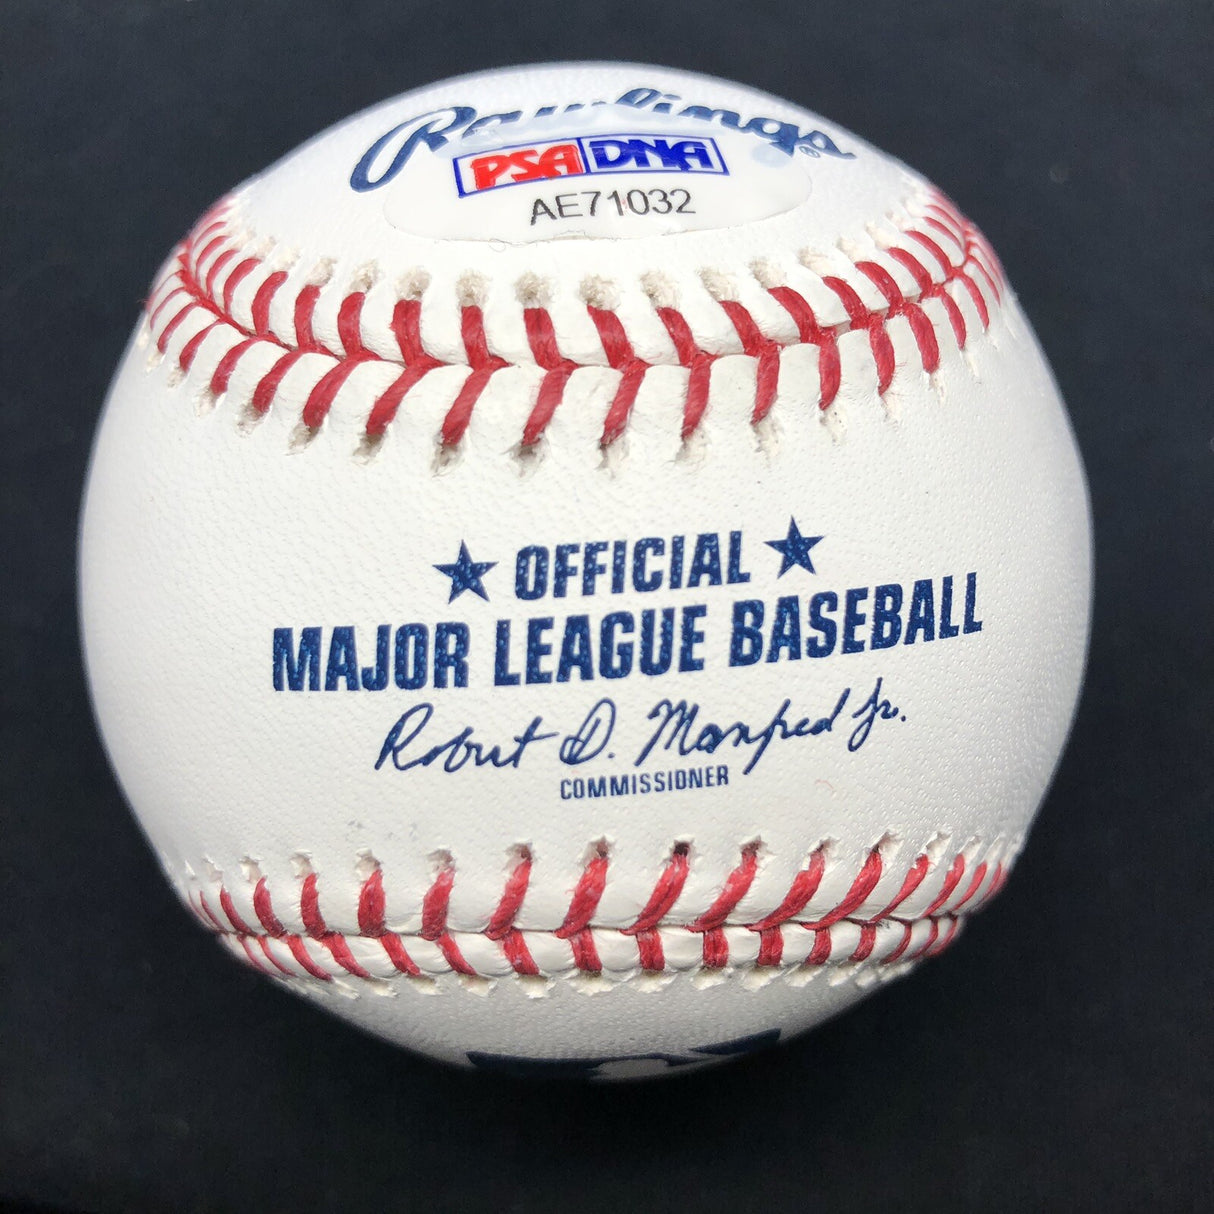 Rawlings®
PSA DNA
AE71032
★ OFFICIAL ★
MAJOR LEAGUE BASEBALL
Robert D. Manfred Jr.
COMMISSIONER